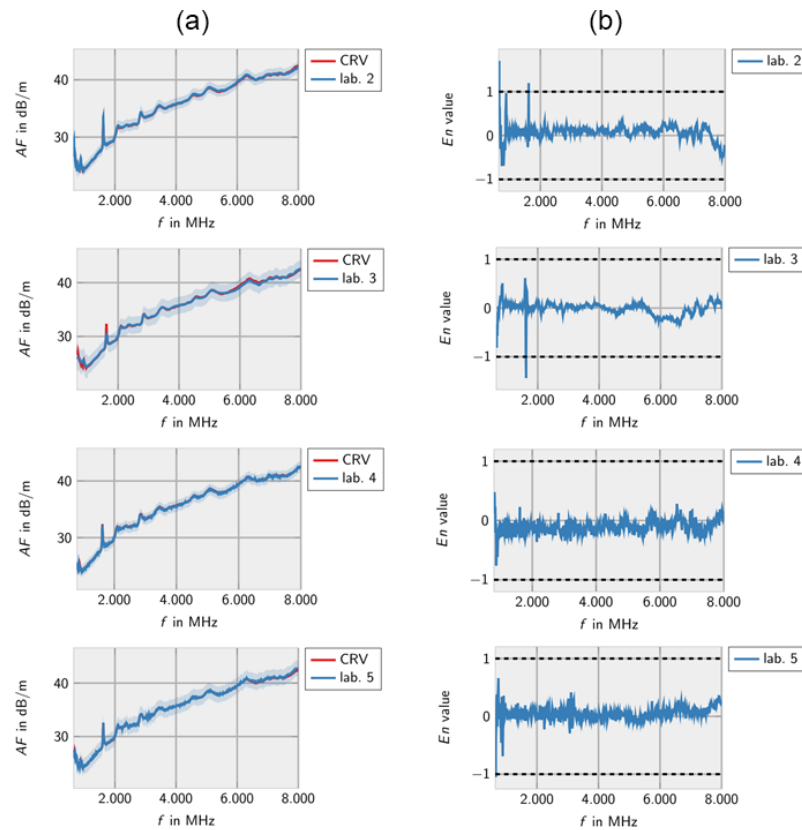 (a) (b)
CRV
lab. 2
AF in dB/m
40
30
2.000 4.000 6.000 8.000
f in MHz
lab. 2
En value
1
0
−1
2.000 4.000 6.000 8.000
f in MHz
CRV
lab. 3
AF in dB/m
40
30
2.000 4.000 6.000 8.000
f in MHz
lab. 3
En value
1
0
−1
2.000 4.000 6.000 8.000
f in MHz
CRV
lab. 4
AF in dB/m
40
30
2.000 4.000 6.000 8.000
f in MHz
lab. 4
En value
1
0
−1
2.000 4.000 6.000 8.000
f in MHz
CRV
lab. 5
AF in dB/m
40
30
2.000 4.000 6.000 8.000
f in MHz
lab. 5
En value
1
0
−1
2.000 4.000 6.000 8.000
f in MHz